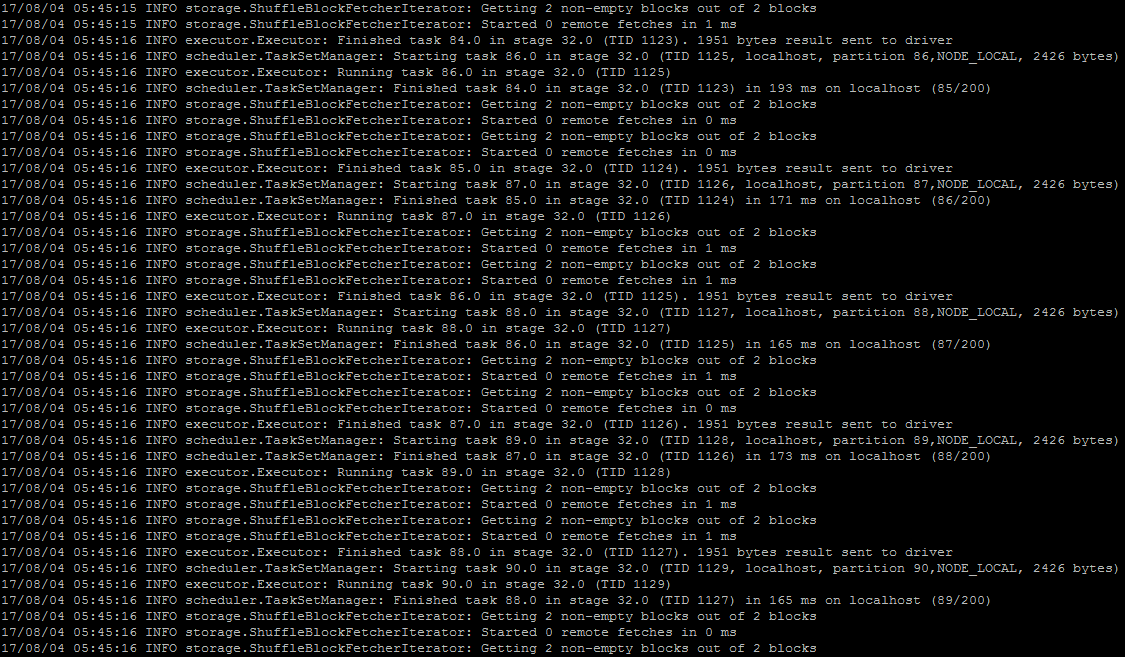 17/08/04 05:45:15 INFO storage.ShuffleBlockFetcherIterator: Getting 2 non-empty blocks out of 2 blocks
17/08/04 05:45:15 INFO storage.ShuffleBlockFetcherIterator: Started 0 remote fetches in 1 ms
17/08/04 05:45:16 INFO executor.Executor: Finished task 84.0 in stage 32.0 (TID 1123). 1951 bytes result sent to driver
17/08/04 05:45:16 INFO scheduler.TaskSetManager: Starting task 86.0 in stage 32.0 (TID 1125, localhost, partition 86,NODE_LOCAL, 2426 bytes)
17/08/04 05:45:16 INFO executor.Executor: Running task 86.0 in stage 32.0 (TID 1125)
17/08/04 05:45:16 INFO scheduler.TaskSetManager: Finished task 84.0 in stage 32.0 (TID 1123) in 193 ms on localhost (85/200)
17/08/04 05:45:16 INFO storage.ShuffleBlockFetcherIterator: Getting 2 non-empty blocks out of 2 blocks
17/08/04 05:45:16 INFO storage.ShuffleBlockFetcherIterator: Started 0 remote fetches in 0 ms
17/08/04 05:45:16 INFO storage.ShuffleBlockFetcherIterator: Getting 2 non-empty blocks out of 2 blocks
17/08/04 05:45:16 INFO storage.ShuffleBlockFetcherIterator: Started 0 remote fetches in 0 ms
17/08/04 05:45:16 INFO executor.Executor: Finished task 85.0 in stage 32.0 (TID 1124). 1951 bytes result sent to driver
17/08/04 05:45:16 INFO scheduler.TaskSetManager: Starting task 87.0 in stage 32.0 (TID 1126, localhost, partition 87,NODE_LOCAL, 2426 bytes)
17/08/04 05:45:16 INFO scheduler.TaskSetManager: Finished task 85.0 in stage 32.0 (TID 1124) in 171 ms on localhost (86/200)
17/08/04 05:45:16 INFO executor.Executor: Running task 87.0 in stage 32.0 (TID 1126)
17/08/04 05:45:16 INFO storage.ShuffleBlockFetcherIterator: Getting 2 non-empty blocks out of 2 blocks
17/08/04 05:45:16 INFO storage.ShuffleBlockFetcherIterator: Started 0 remote fetches in 1 ms
17/08/04 05:45:16 INFO storage.ShuffleBlockFetcherIterator: Getting 2 non-empty blocks out of 2 blocks
17/08/04 05:45:16 INFO storage.ShuffleBlockFetcherIterator: Started 0 remote fetches in 1 ms
17/08/04 05:45:16 INFO executor.Executor: Finished task 86.0 in stage 32.0 (TID 1125). 1951 bytes result sent to driver
17/08/04 05:45:16 INFO scheduler.TaskSetManager: Starting task 88.0 in stage 32.0 (TID 1127, localhost, partition 88,NODE_LOCAL, 2426 bytes)
17/08/04 05:45:16 INFO executor.Executor: Running task 88.0 in stage 32.0 (TID 1127)
17/08/04 05:45:16 INFO scheduler.TaskSetManager: Finished task 86.0 in stage 32.0 (TID 1125) in 165 ms on localhost (87/200)
17/08/04 05:45:16 INFO storage.ShuffleBlockFetcherIterator: Getting 2 non-empty blocks out of 2 blocks
17/08/04 05:45:16 INFO storage.ShuffleBlockFetcherIterator: Started 0 remote fetches in 1 ms
17/08/04 05:45:16 INFO storage.ShuffleBlockFetcherIterator: Getting 2 non-empty blocks out of 2 blocks
17/08/04 05:45:16 INFO storage.ShuffleBlockFetcherIterator: Started 0 remote fetches in 0 ms
17/08/04 05:45:16 INFO executor.Executor: Finished task 87.0 in stage 32.0 (TID 1126). 1951 bytes result sent to driver
17/08/04 05:45:16 INFO scheduler.TaskSetManager: Starting task 89.0 in stage 32.0 (TID 1128, localhost, partition 89,NODE_LOCAL, 2426 bytes)
17/08/04 05:45:16 INFO scheduler.TaskSetManager: Finished task 87.0 in stage 32.0 (TID 1126) in 173 ms on localhost (88/200)
17/08/04 05:45:16 INFO executor.Executor: Running task 89.0 in stage 32.0 (TID 1128)
17/08/04 05:45:16 INFO storage.ShuffleBlockFetcherIterator: Getting 2 non-empty blocks out of 2 blocks
17/08/04 05:45:16 INFO storage.ShuffleBlockFetcherIterator: Started 0 remote fetches in 1 ms
17/08/04 05:45:16 INFO storage.ShuffleBlockFetcherIterator: Getting 2 non-empty blocks out of 2 blocks
17/08/04 05:45:16 INFO storage.ShuffleBlockFetcherIterator: Started 0 remote fetches in 1 ms
17/08/04 05:45:16 INFO executor.Executor: Finished task 88.0 in stage 32.0 (TID 1127). 1951 bytes result sent to driver
17/08/04 05:45:16 INFO scheduler.TaskSetManager: Starting task 90.0 in stage 32.0 (TID 1129, localhost, partition 90,NODE_LOCAL, 2426 bytes)
17/08/04 05:45:16 INFO executor.Executor: Running task 90.0 in stage 32.0 (TID 1129)
17/08/04 05:45:16 INFO scheduler.TaskSetManager: Finished task 88.0 in stage 32.0 (TID 1127) in 165 ms on localhost (89/200)
17/08/04 05:45:16 INFO storage.ShuffleBlockFetcherIterator: Getting 2 non-empty blocks out of 2 blocks
17/08/04 05:45:16 INFO storage.ShuffleBlockFetcherIterator: Started 0 remote fetches in 0 ms
17/08/04 05:45:16 INFO storage.ShuffleBlockFetcherIterator: Getting 2 non-empty blocks out of 2 blocks